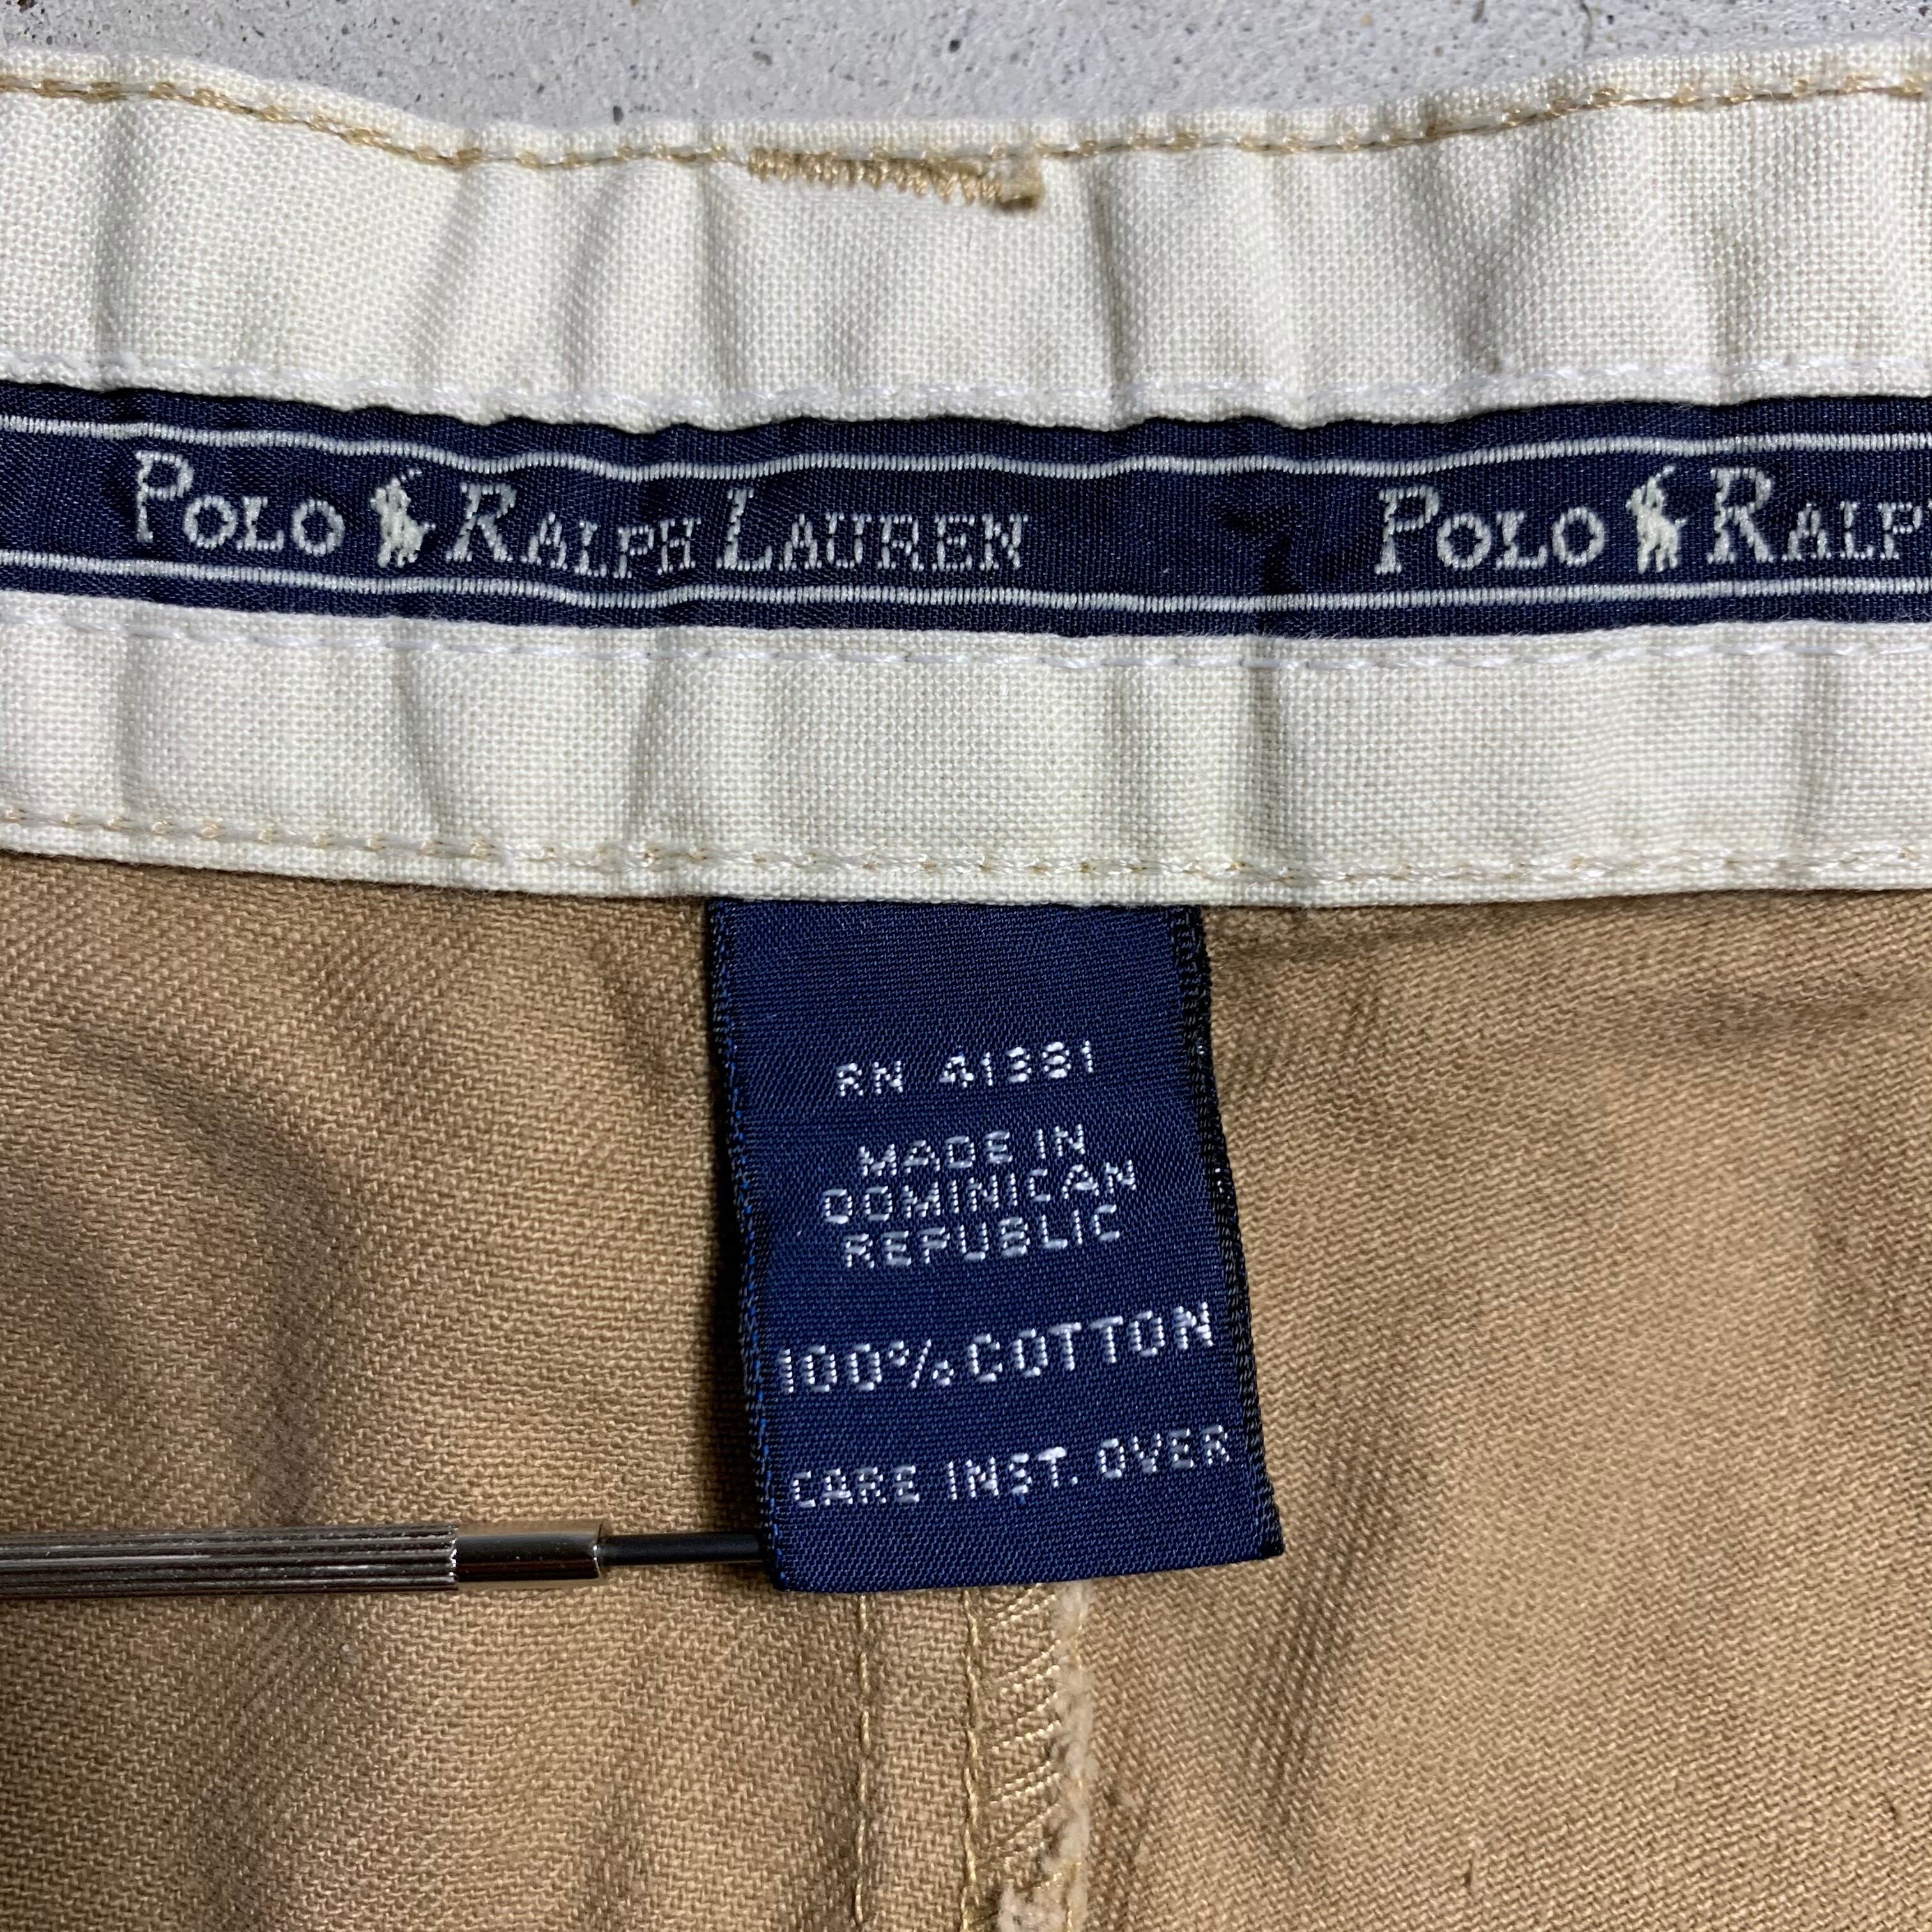 POLO RALPH LAUREN POLO RALP
RN 41381
MADE IN
DOMINICAN
REPUBLIC
100% COTTON
CARE INST. OVER